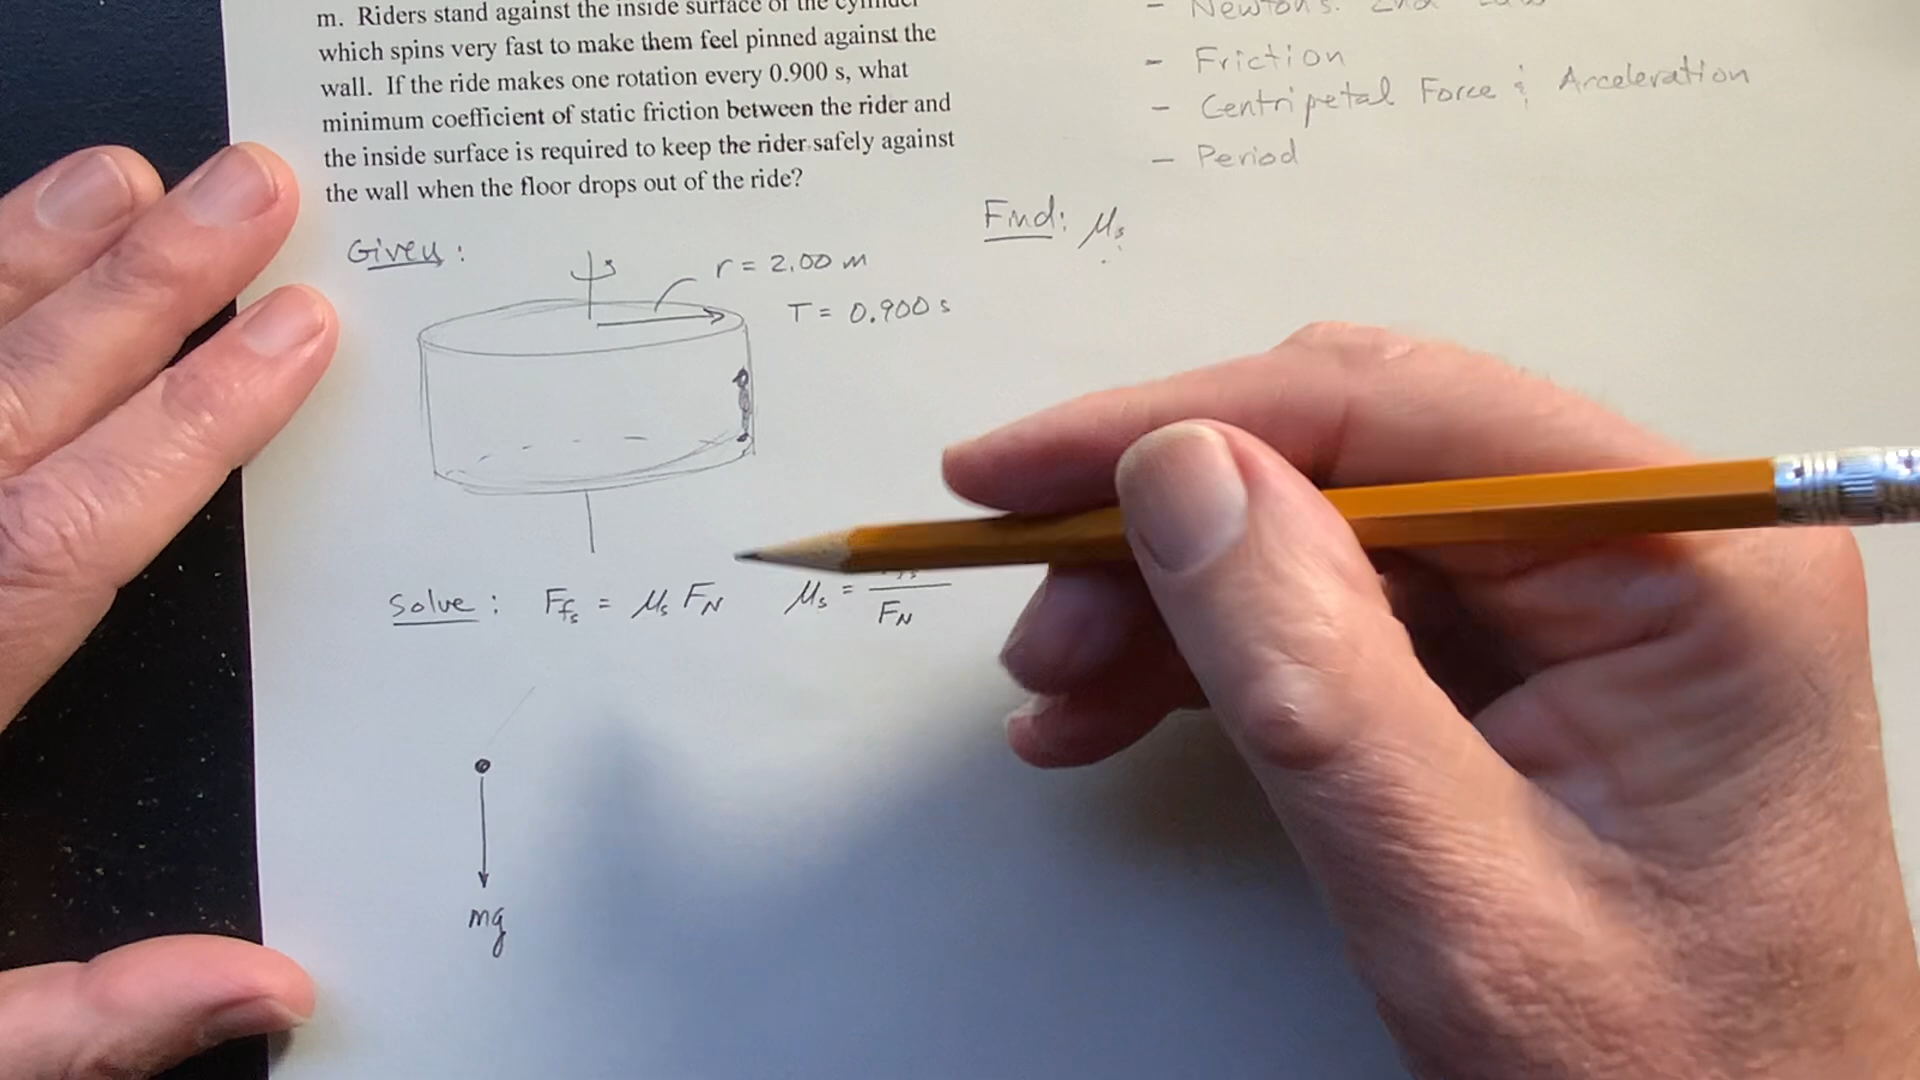 m. Riders stand against the inside surface of the cylinder
which spins very fast to make them feel pinned against the
wall. If the ride makes one rotation every 0.900 s, what
minimum coefficient of static friction between the rider and
the inside surface is required to keep the rider safely against
the wall when the floor drops out of the ride?
- Newton's 2nd Law
- Friction
- Centripetal Force & Acceleration
- Period
Given:
r = 2.00 m
T = 0.900 s
Find: μs
Solve: Ffs = μs FN μs = FN
mg